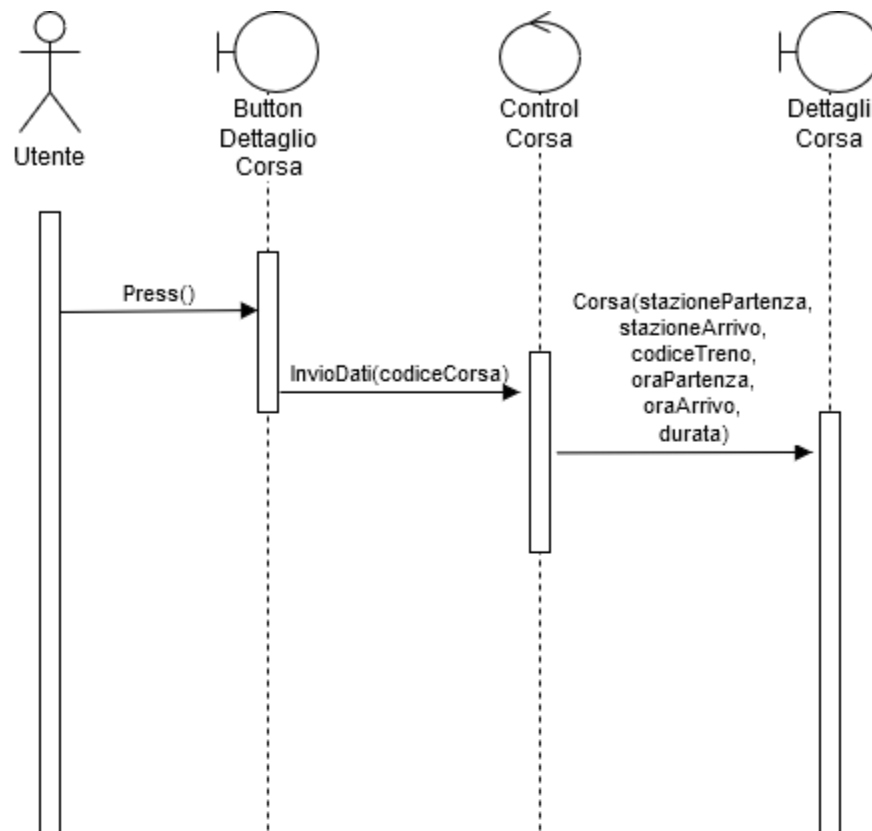 Utente
Button
Dettaglio
Corsa
Control
Corsa
Dettagli
Corsa
Press()
InvioDati(codiceCorsa)
Corsa(stazionePartenza,
stazioneArrivo,
codiceTreno,
oraPartenza,
oraArrivo,
durata)